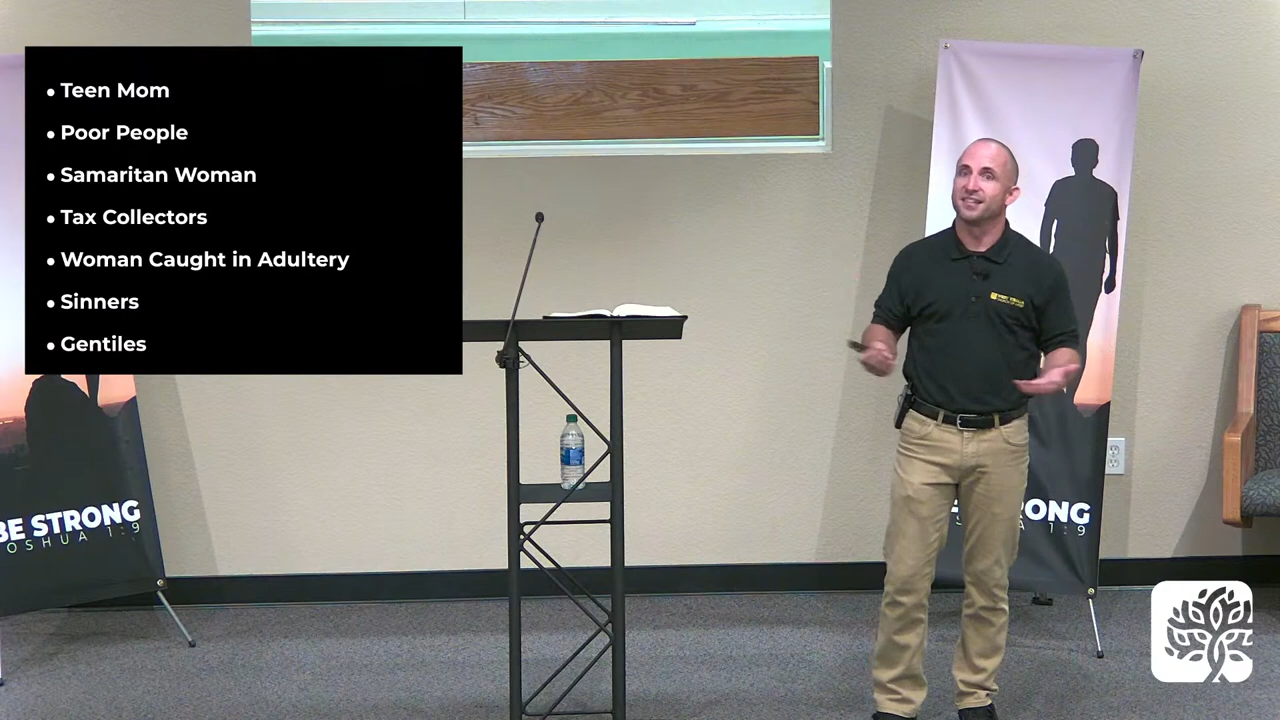 • Teen Mom
• Poor People
• Samaritan Woman
• Tax Collectors
• Woman Caught in Adultery
• Sinners
• Gentiles
BE STRONG
OSHUA 1:9
RONG
A 1:9